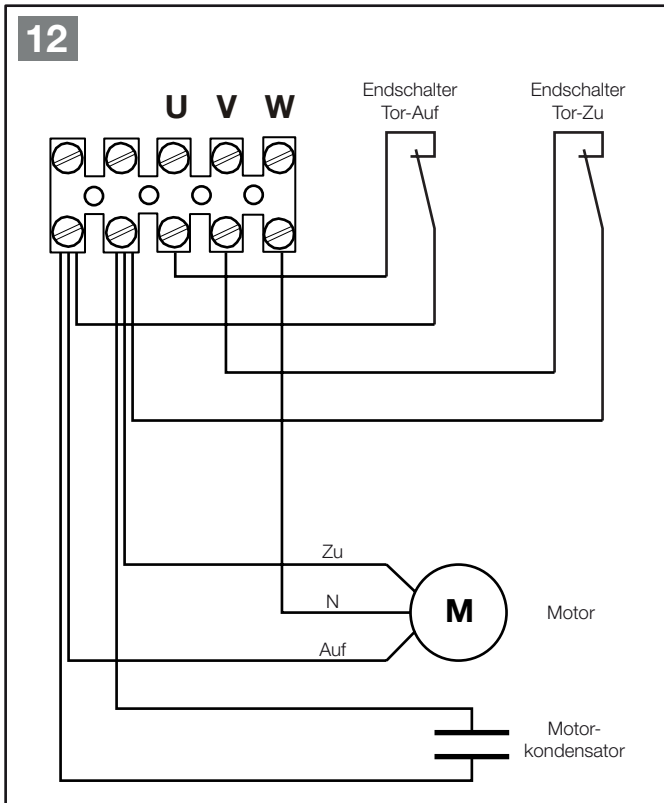 12
U V W
Endschalter
Tor-Auf
Endschalter
Tor-Zu
Zu
N
Auf
M
Motor
Motor-
kondensator